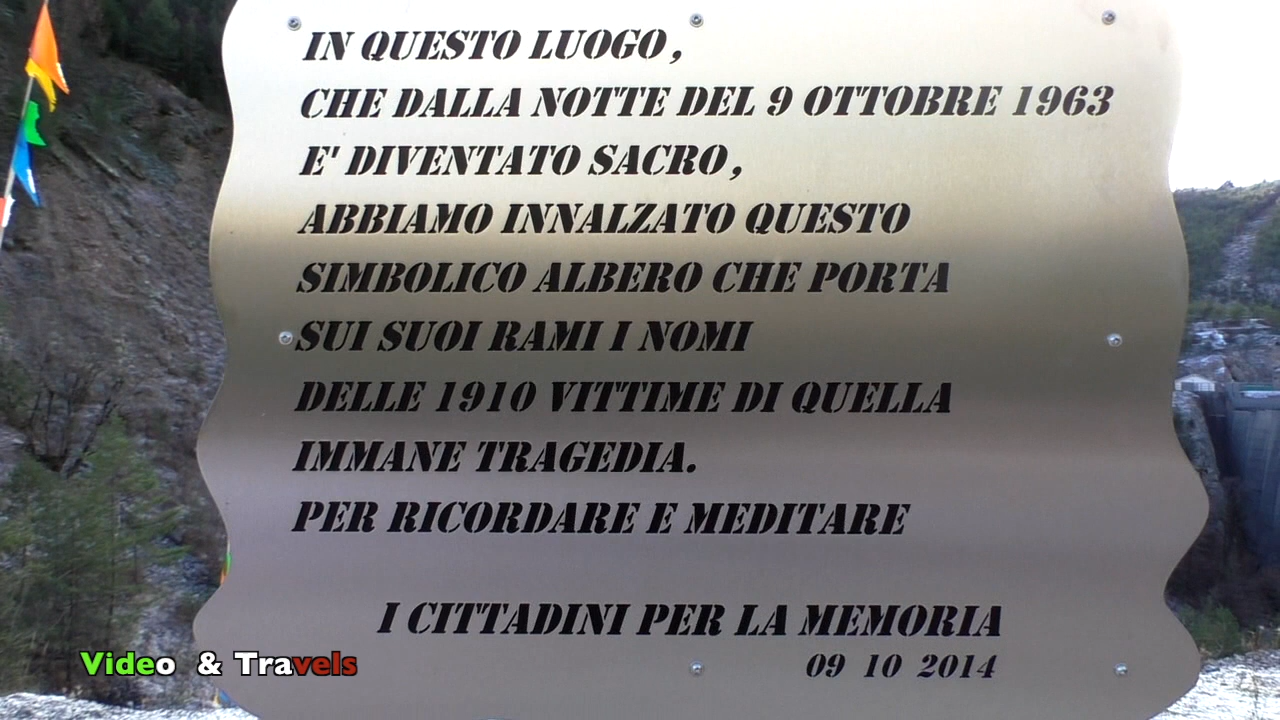 IN QUESTO LUOGO,
CHE DALLA NOTTE DEL 9 OTTOBRE 1963
E' DIVENTATO SACRO,
ABBIAMO INNALZATO QUESTO
SIMBOLICO ALBERO CHE PORTA
SUI SUOI RAMI I NOMI
DELLE 1910 VITTIME DI QUELLA
IMMANE TRAGEDIA.
PER RICORDARE E MEDITARE
I CITTADINI PER LA MEMORIA
09 10 2014
Video & Travels